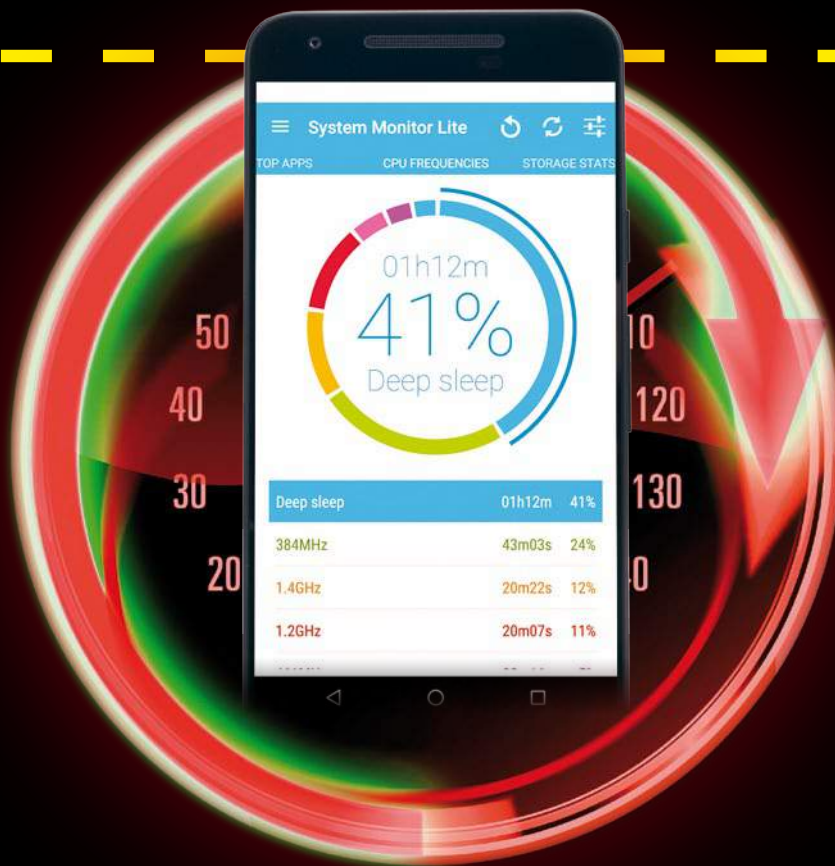 System Monitor Lite
TOP APPS CPU FREQUENCIES STORAGE STATS
01h12m
41%
Deep sleep
50
40
30
20
10
120
130
0
Deep sleep 01h12m 41%
384MHz 43m03s 24%
1.4GHz 20m22s 12%
1.2GHz 20m07s 11%